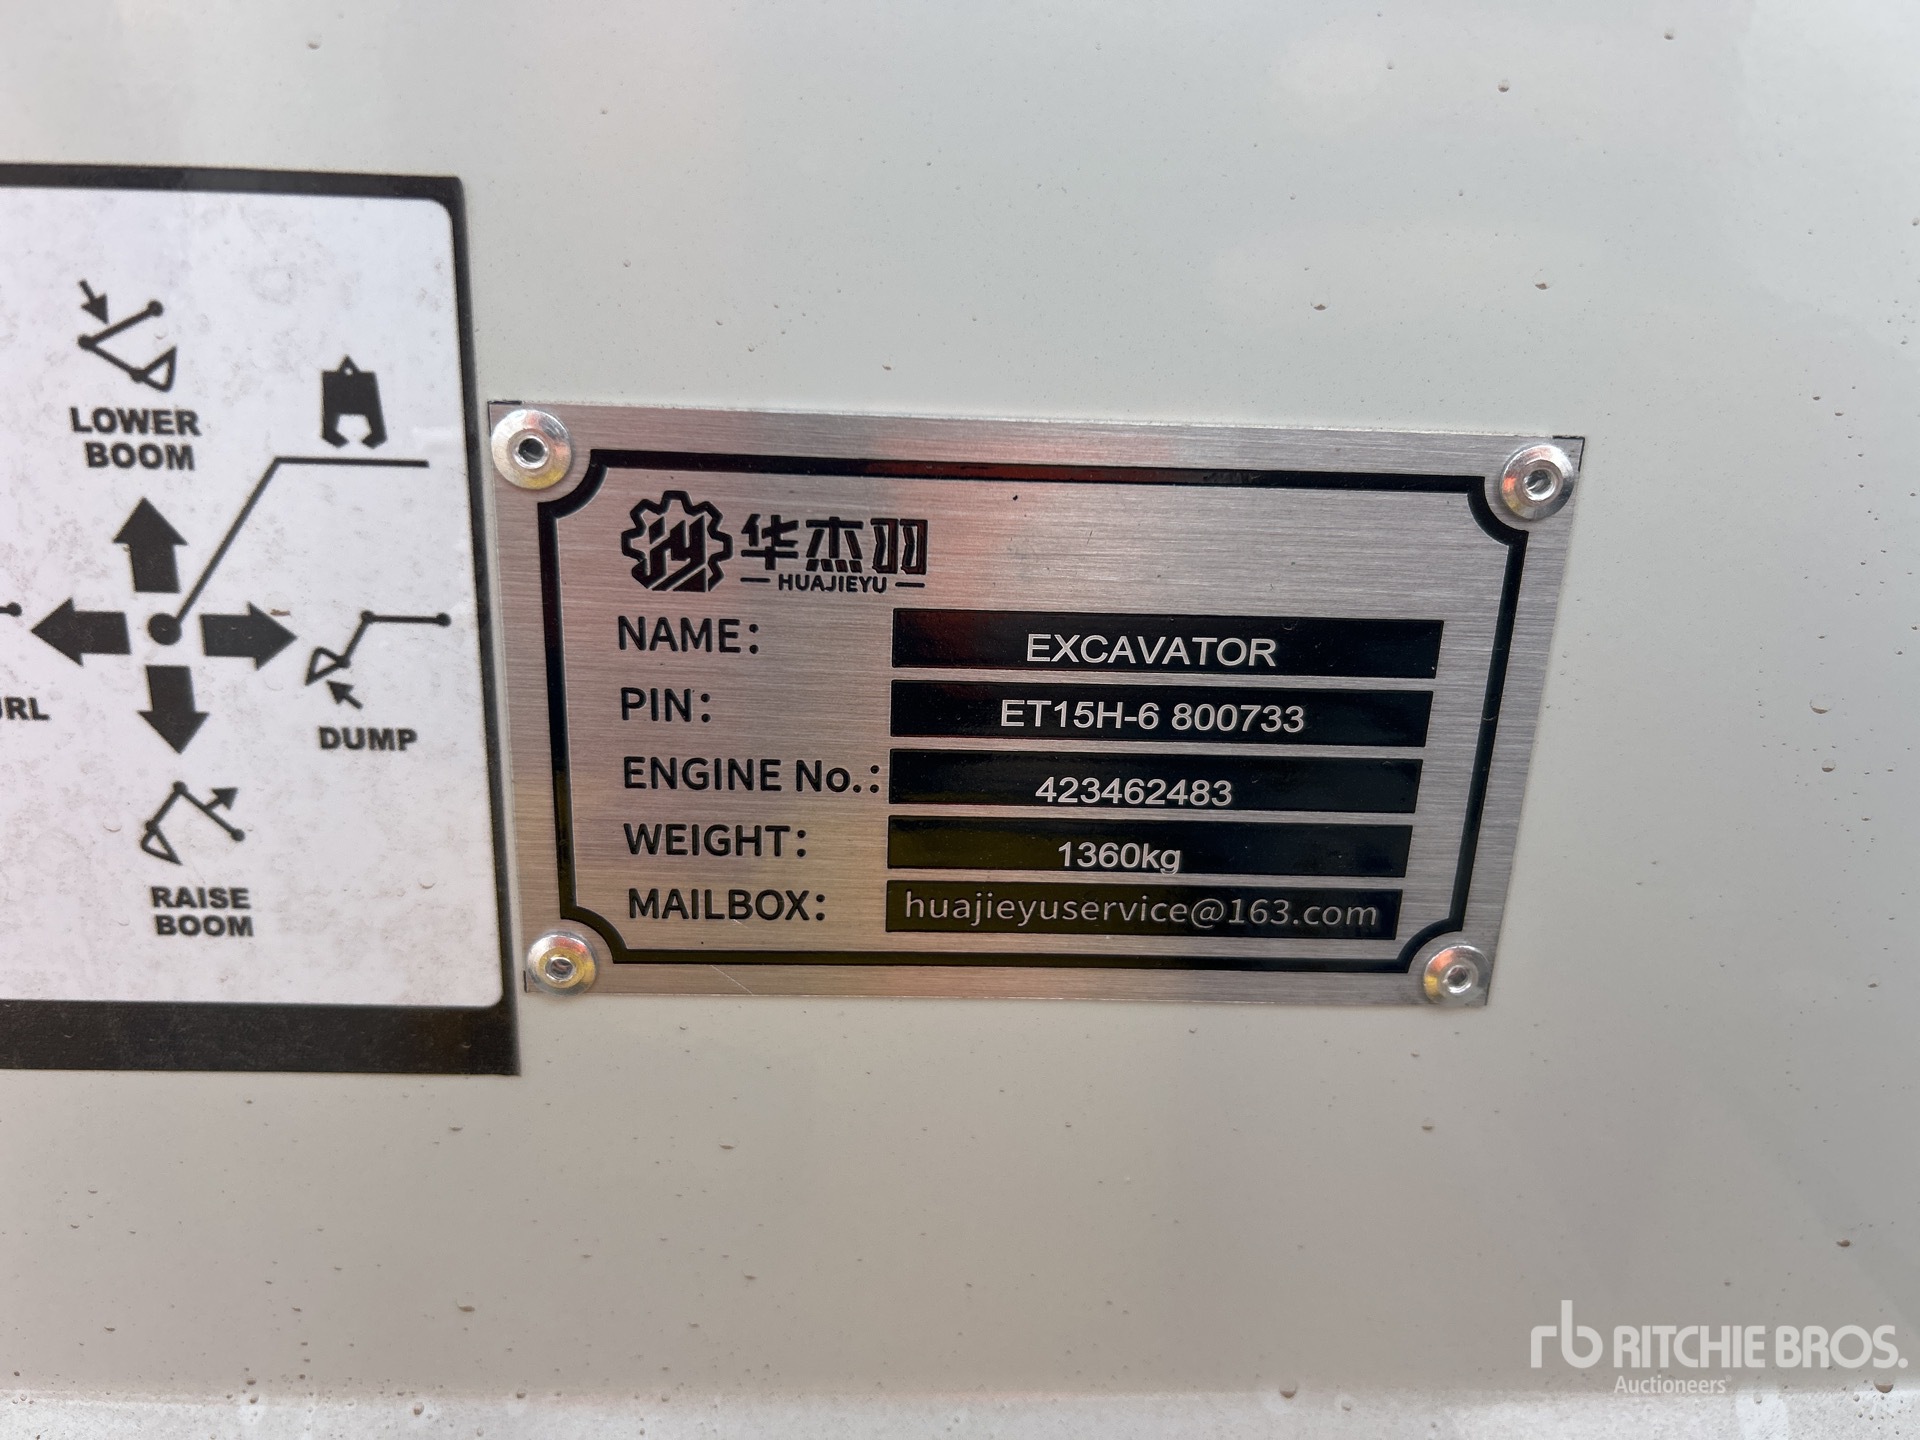 LOWER
BOOM
DUMP
RAISE
BOOM
华杰羽
HUAJIEYU
NAME: EXCAVATOR
PIN: ET15H-6 800733
ENGINE No.: 423462483
WEIGHT: 1360kg
MAILBOX: huajieyuservice@163.com
rb RITCHIE BROS.
Auctioneers